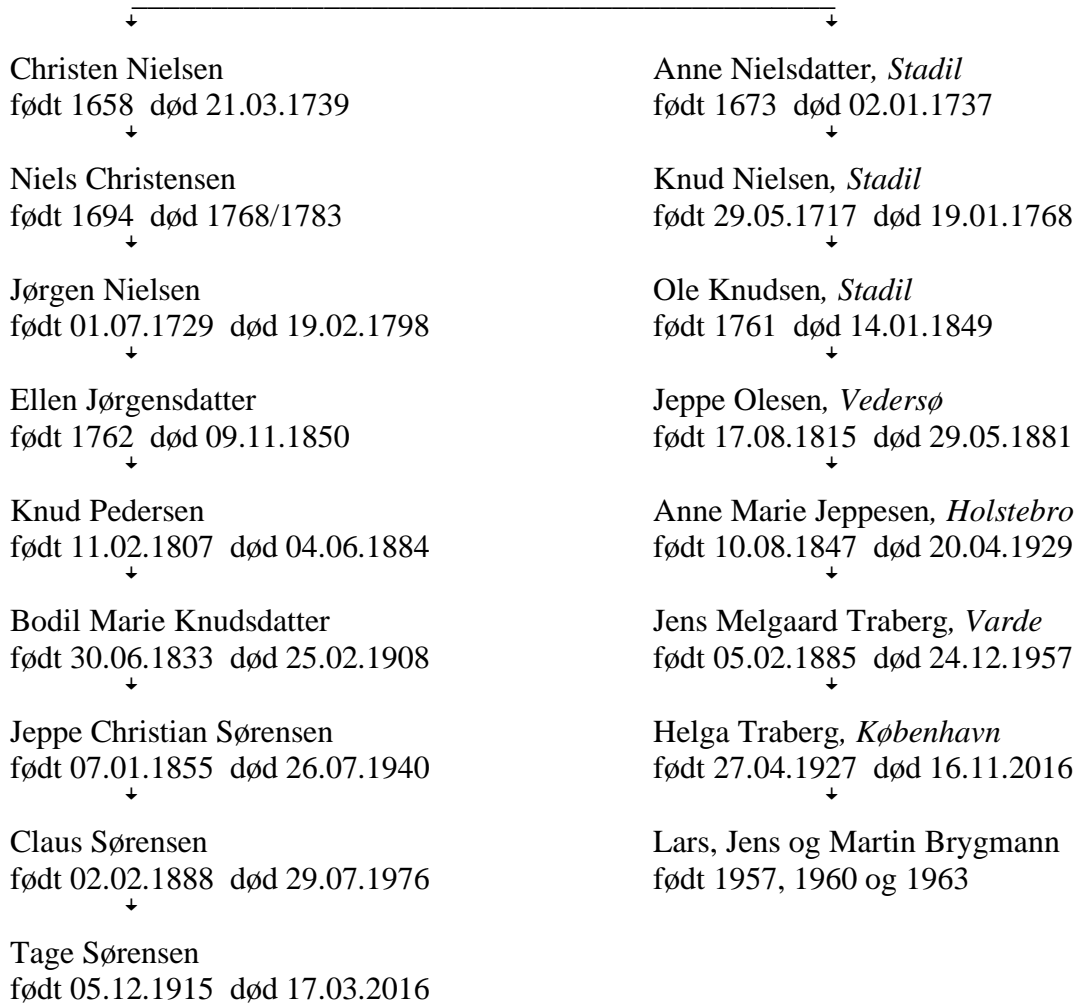 Christen Nielsen
født 1658 død 21.03.1739
Niels Christensen
født 1694 død 1768/1783
Jørgen Nielsen
født 01.07.1729 død 19.02.1798
Ellen Jørgensdatter
født 1762 død 09.11.1850
Knud Pedersen
født 11.02.1807 død 04.06.1884
Bodil Marie Knudsdatter
født 30.06.1833 død 25.02.1908
Jeppe Christian Sørensen
født 07.01.1855 død 26.07.1940
Claus Sørensen
født 02.02.1888 død 29.07.1976
Tage Sørensen
født 05.12.1915 død 17.03.2016
Anne Nielsdatter, Stadil
født 1673 død 02.01.1737
Knud Nielsen, Stadil
født 29.05.1717 død 19.01.1768
Ole Knudsen, Stadil
født 1761 død 14.01.1849
Jeppe Olesen, Vedersø
født 17.08.1815 død 29.05.1881
Anne Marie Jeppesen, Holstebro
født 10.08.1847 død 20.04.1929
Jens Melgaard Traberg, Varde
født 05.02.1885 død 24.12.1957
Helga Traberg, København
født 27.04.1927 død 16.11.2016
Lars, Jens og Martin Brygmann
født 1957, 1960 og 1963